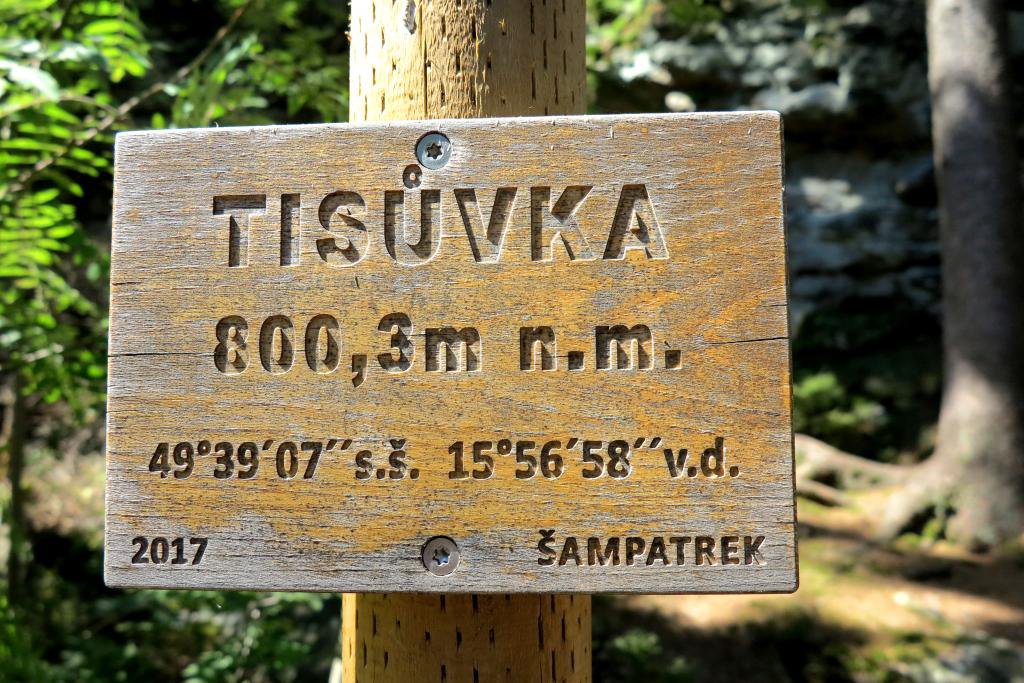 TISŮVKA
800,3m n.m.
49°39´07´´s.š. 15°56´58´´v.d.
2017 ŠAMPATREK